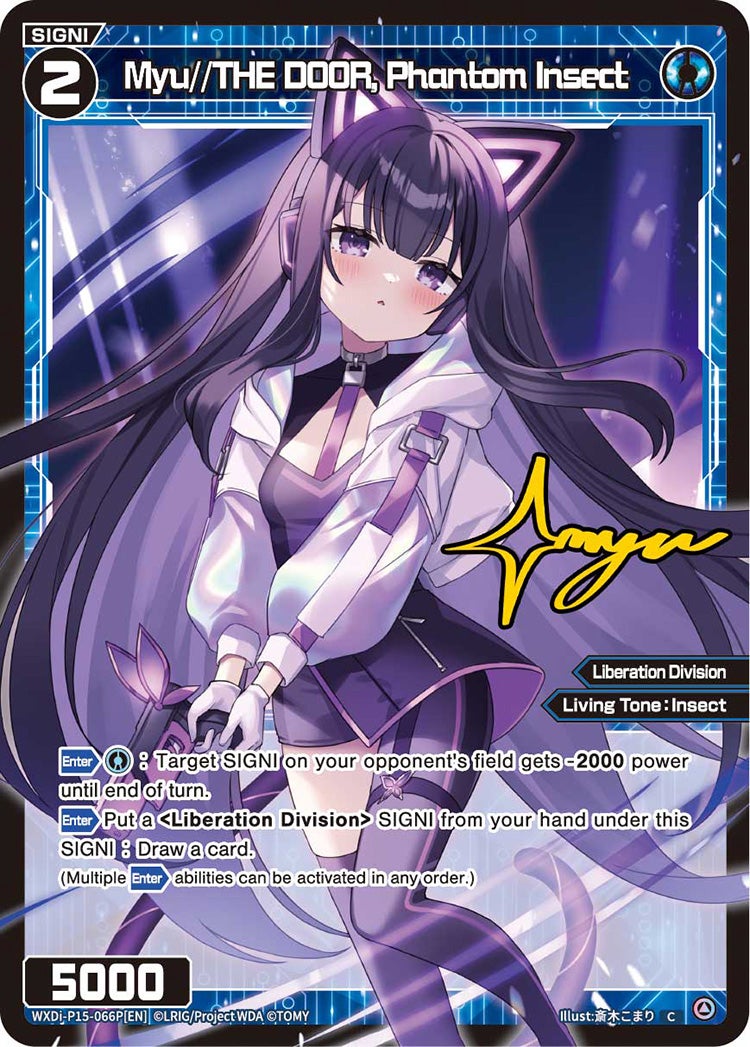 SIGNI
2
Myu//THE DOOR, Phantom Insect
myu
Liberation Division
Living Tone：Insect
Enter : Target SIGNI on your opponent's field gets -2000 power
until end of turn.
Enter Put a <Liberation Division> SIGNI from your hand under this
SIGNI : Draw a card.
(Multiple Enter abilities can be activated in any order.)
5000
WXDi-P15-066P[EN] ©LRIG/Project WDA ©TOMY
Illust:斎木こまり C